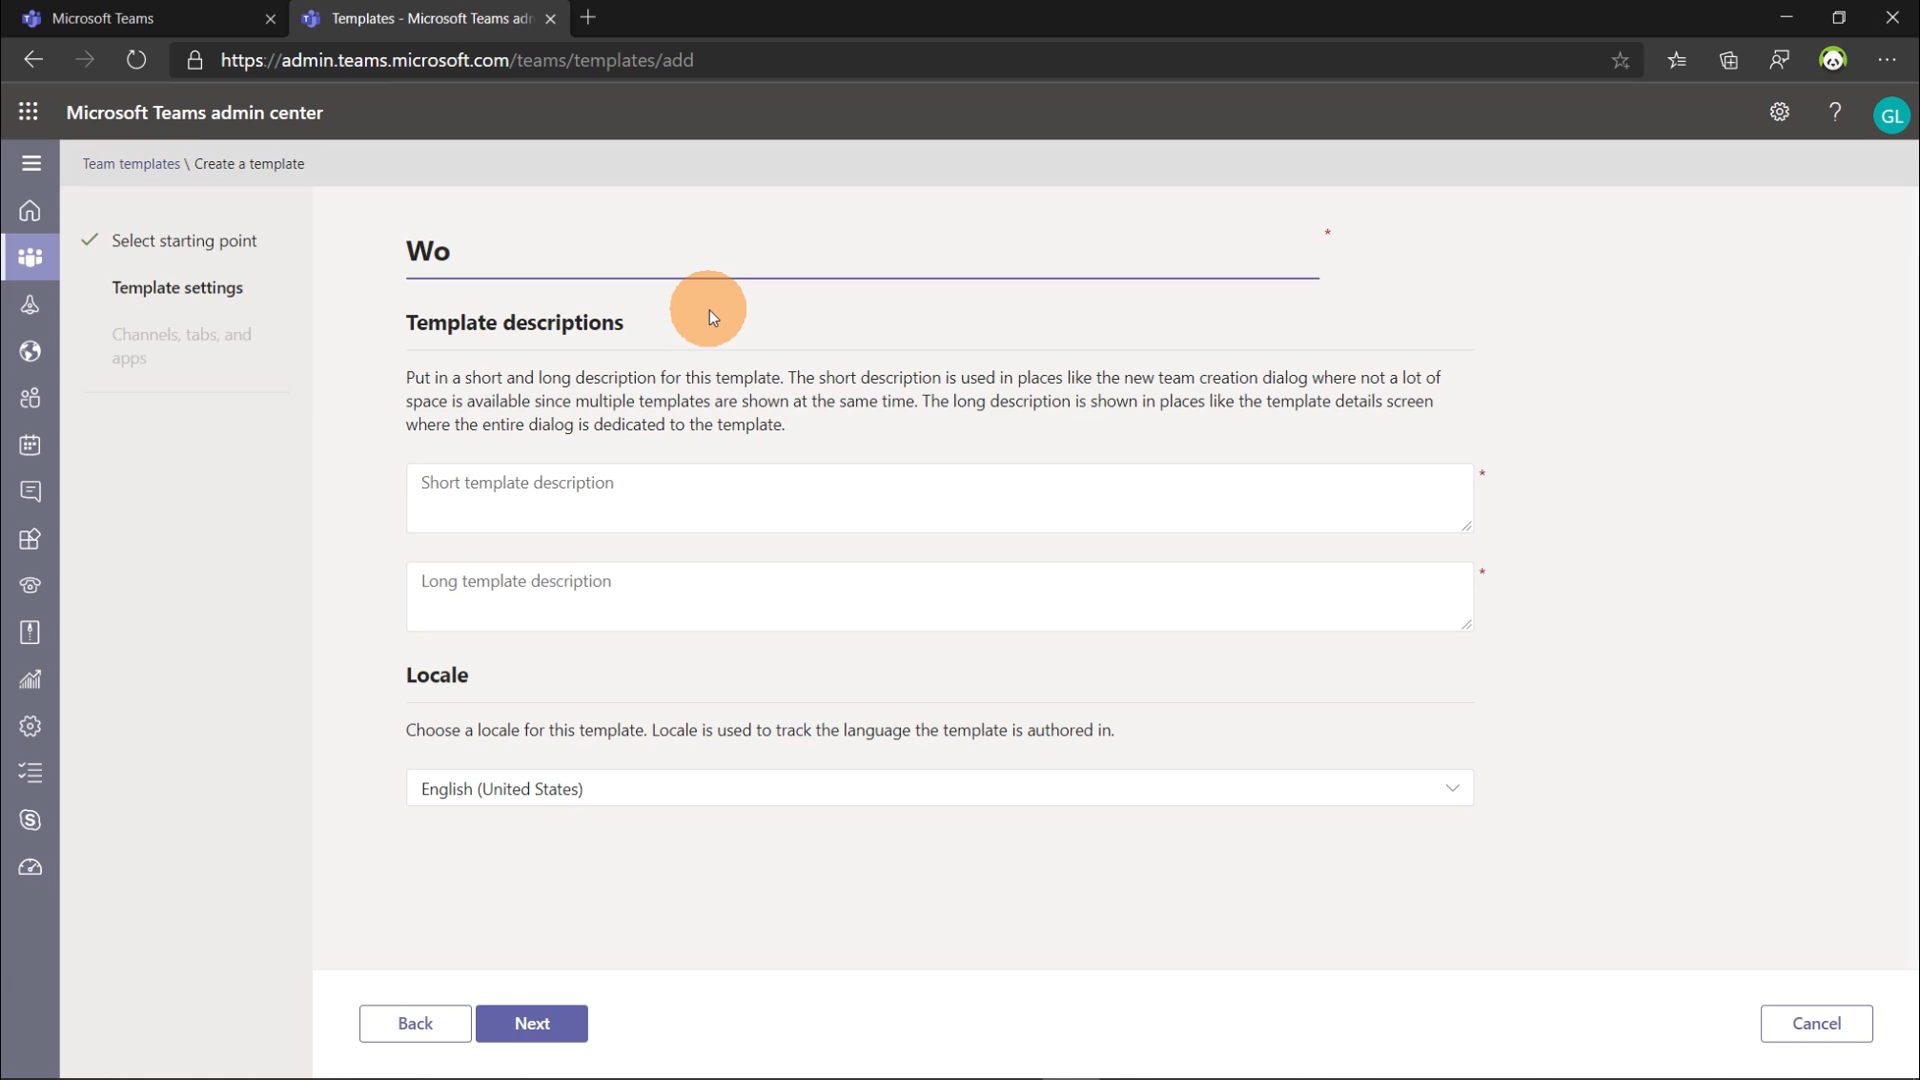 Microsoft Teams
Templates - Microsoft Teams adm
https://admin.teams.microsoft.com/teams/templates/add
Microsoft Teams admin center
GL
Team templates \ Create a template
Select starting point
Template settings
Channels, tabs, and
apps
Wo
*
Template descriptions
Put in a short and long description for this template. The short description is used in places like the new team creation dialog where not a lot of
space is available since multiple templates are shown at the same time. The long description is shown in places like the template details screen
where the entire dialog is dedicated to the template.
Short template description
*
Long template description
*
Locale
Choose a locale for this template. Locale is used to track the language the template is authored in.
English (United States)
Back
Next
Cancel